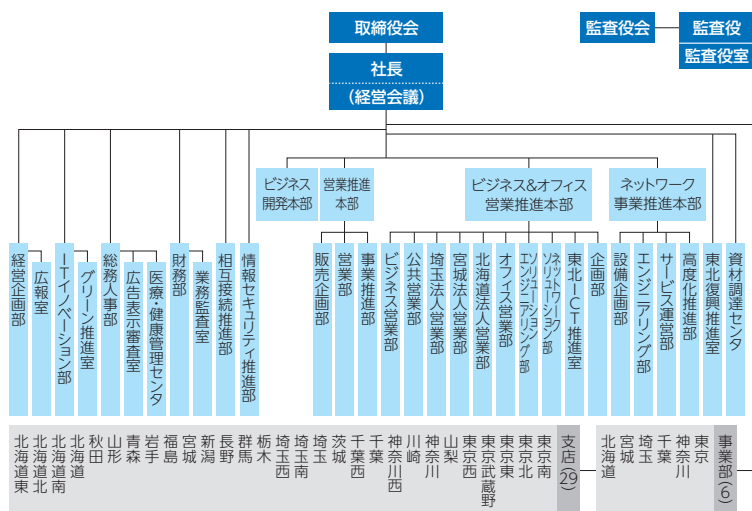 取締役会
監査役会
監査役
監査役室
社長
(経営会議)
ビジネス
開発本部
営業推進
本部
ビジネス&オフィス
営業推進本部
ネットワーク
事業推進本部
経営企画部
広報室
ITイノベーション部
グリーン推進室
総務人事部
広告表示審査室
医療・健康管理センタ
財務部
業務監査室
相互接続推進部
情報セキュリティ推進部
販売企画部
営業部
事業推進部
ビジネス営業部
公共営業部
埼玉法人営業部
宮城法人営業部
北海道法人営業部
オフィス営業部
ソリューション
エンジニアリング部
ネットワーク
ソリューション部
東北ICT推進室
企画部
設備企画部
エンジニアリング部
サービス運営部
高度化推進部
東北復興推進室
資材調達センタ
北海道東
北海道北
北海道南
北海道
秋田
山形
青森
岩手
福島
宮城
新潟
長野
群馬
栃木
埼玉西
埼玉南
埼玉
茨城
千葉西
千葉
神奈川西
川崎
神奈川
山梨
東京西
東京武蔵野
東京東
東京北
東京南
支店(29)
北海道
宮城
埼玉
千葉
神奈川
東京
事業部(6)